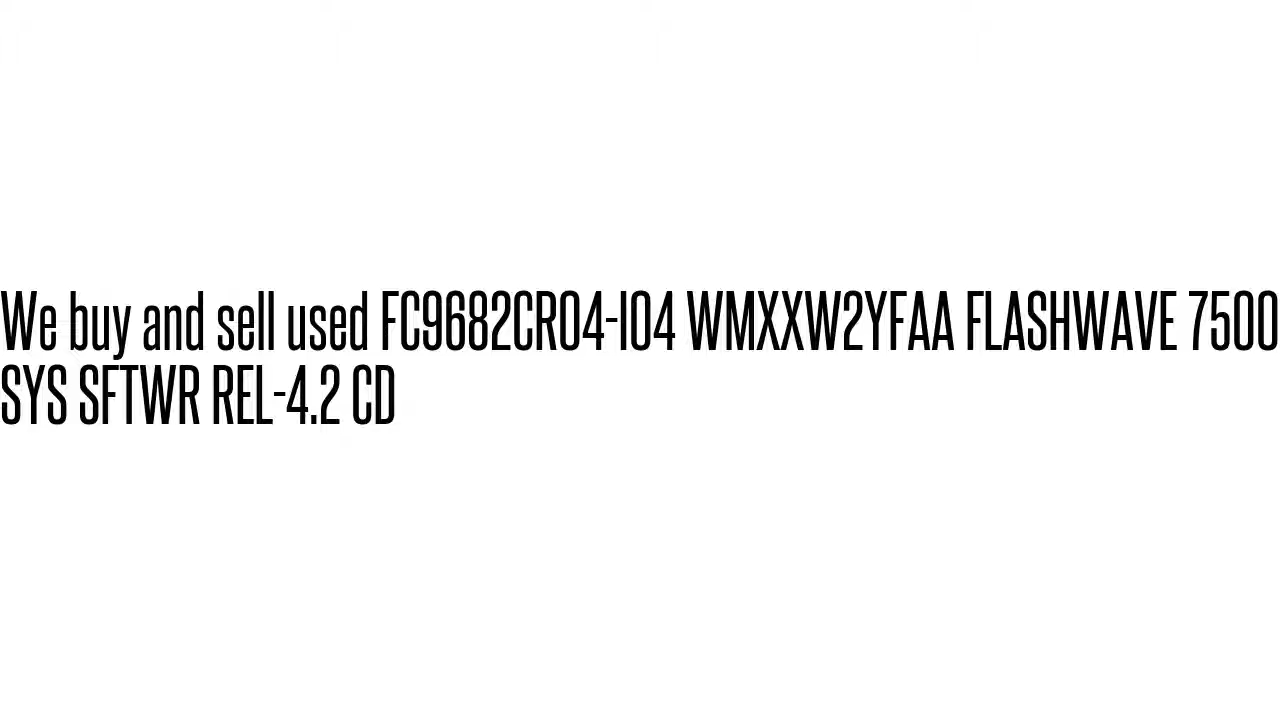 We buy and sell used FC9682CR04-I04 WMXXW2YFAA FLASHWAVE 7500
SYS SFTWR REL-4.2 CD